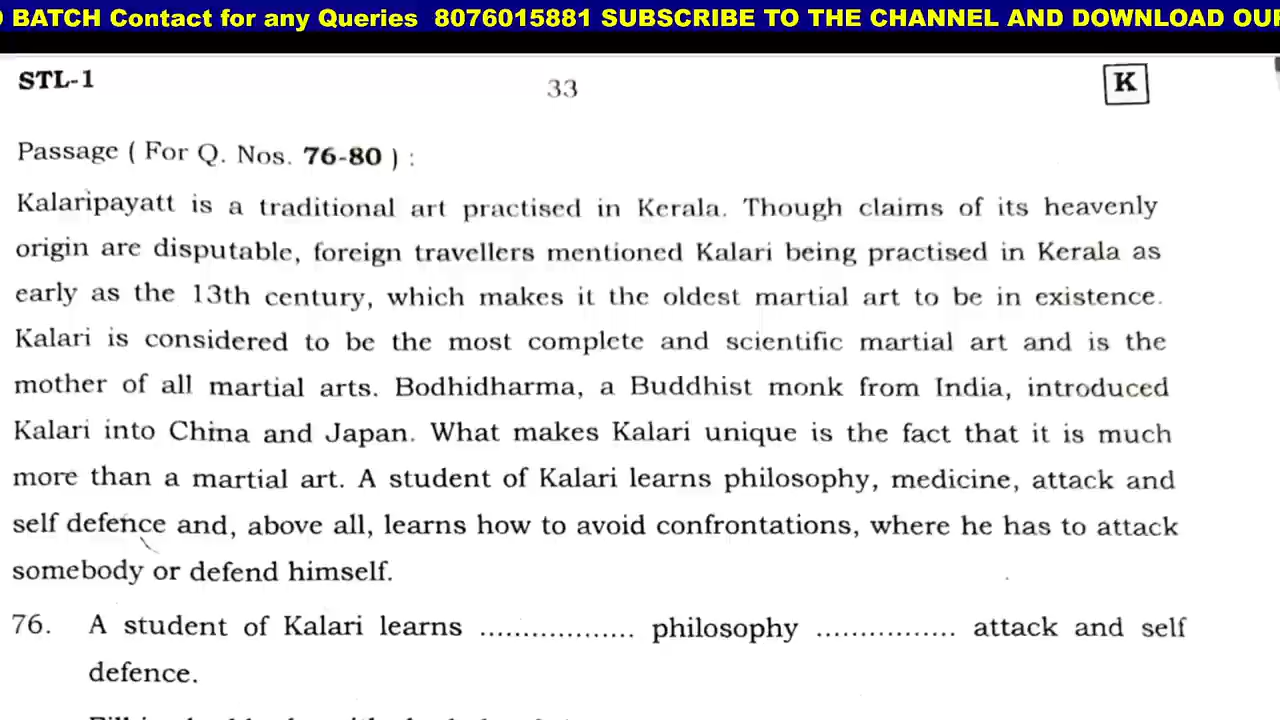 BATCH Contact for any Queries 8076015881 SUBSCRIBE TO THE CHANNEL AND DOWNLOAD OUR
STL-1
33
K
Passage ( For Q. Nos. 76-80 ) :
Kalaripayatt is a traditional art practised in Kerala. Though claims of its heavenly
origin are disputable, foreign travellers mentioned Kalari being practised in Kerala as
early as the 13th century, which makes it the oldest martial art to be in existence.
Kalari is considered to be the most complete and scientific martial art and is the
mother of all martial arts. Bodhidharma, a Buddhist monk from India, introduced
Kalari into China and Japan. What makes Kalari unique is the fact that it is much
more than a martial art. A student of Kalari learns philosophy, medicine, attack and
self defence and, above all, learns how to avoid confrontations, where he has to attack
somebody or defend himself.
76. A student of Kalari learns ................... philosophy ................ attack and self
defence.